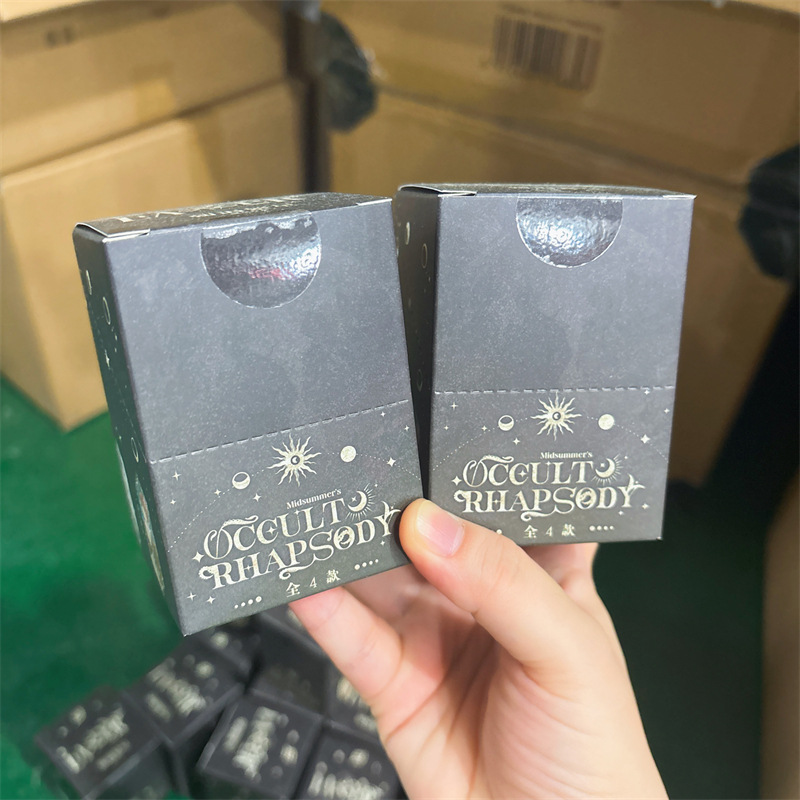 Midsummer's
OCCULT
RHAPSODY
全4款
Midsummer's
OCCULT
RHAPSODY
全4款